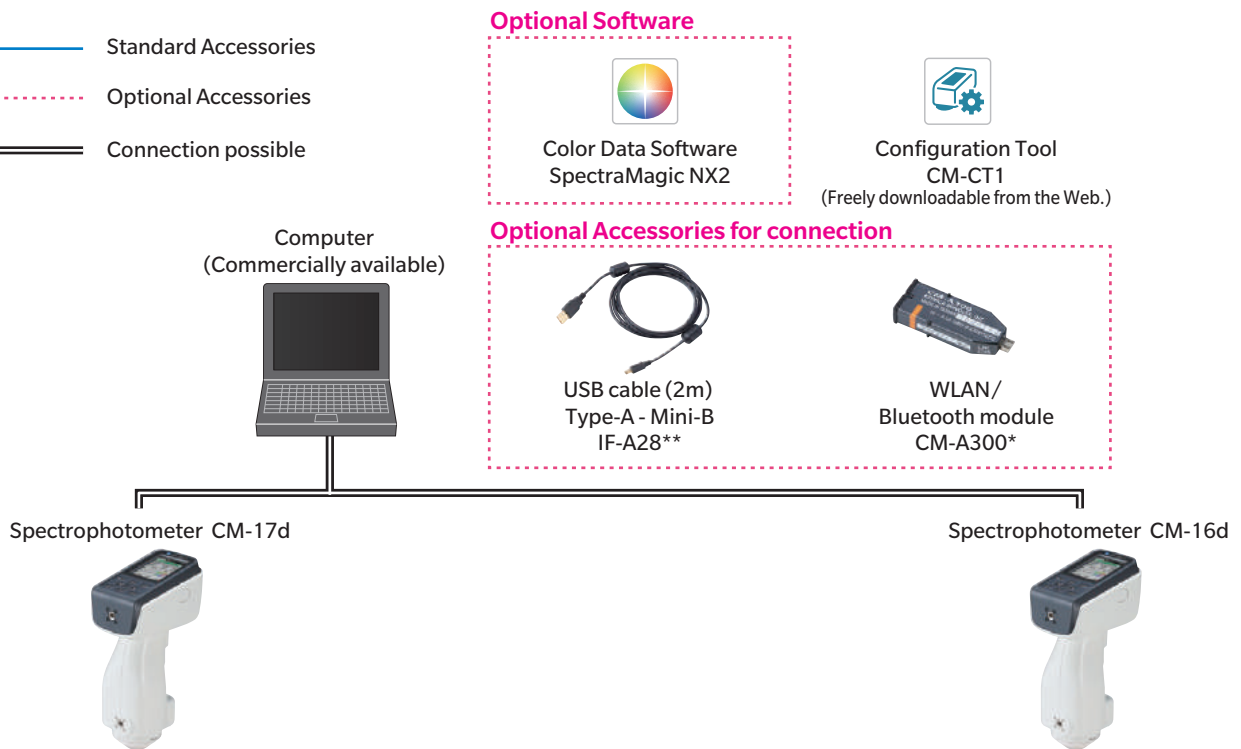 Standard Accessories
Optional Accessories
Connection possible
Optional Software
Color Data Software
SpectraMagic NX2
Configuration Tool
CM-CT1
(Freely downloadable from the Web.)
Computer
(Commercially available)
Optional Accessories for connection
USB cable (2m)
Type-A - Mini-B
IF-A28**
WLAN/
Bluetooth module
CM-A300*
CM-A300
Spectrophotometer CM-17d
Spectrophotometer CM-16d